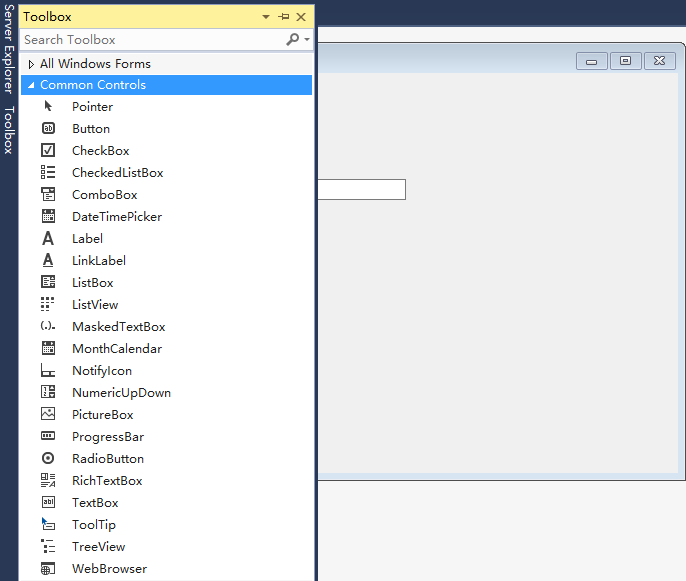 Server Explorer
Toolbox
Toolbox
Search Toolbox
All Windows Forms
Common Controls
Pointer
Button
CheckBox
CheckedListBox
ComboBox
DateTimePicker
Label
LinkLabel
ListBox
ListView
MaskedTextBox
MonthCalendar
NotifyIcon
NumericUpDown
PictureBox
ProgressBar
RadioButton
RichTextBox
TextBox
ToolTip
TreeView
WebBrowser